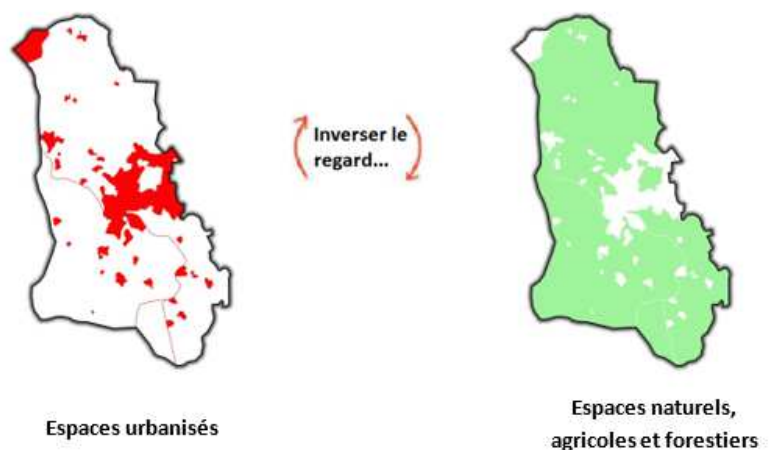 Inverser le
regard...
Espaces urbanisés
Espaces naturels,
agricoles et forestiers